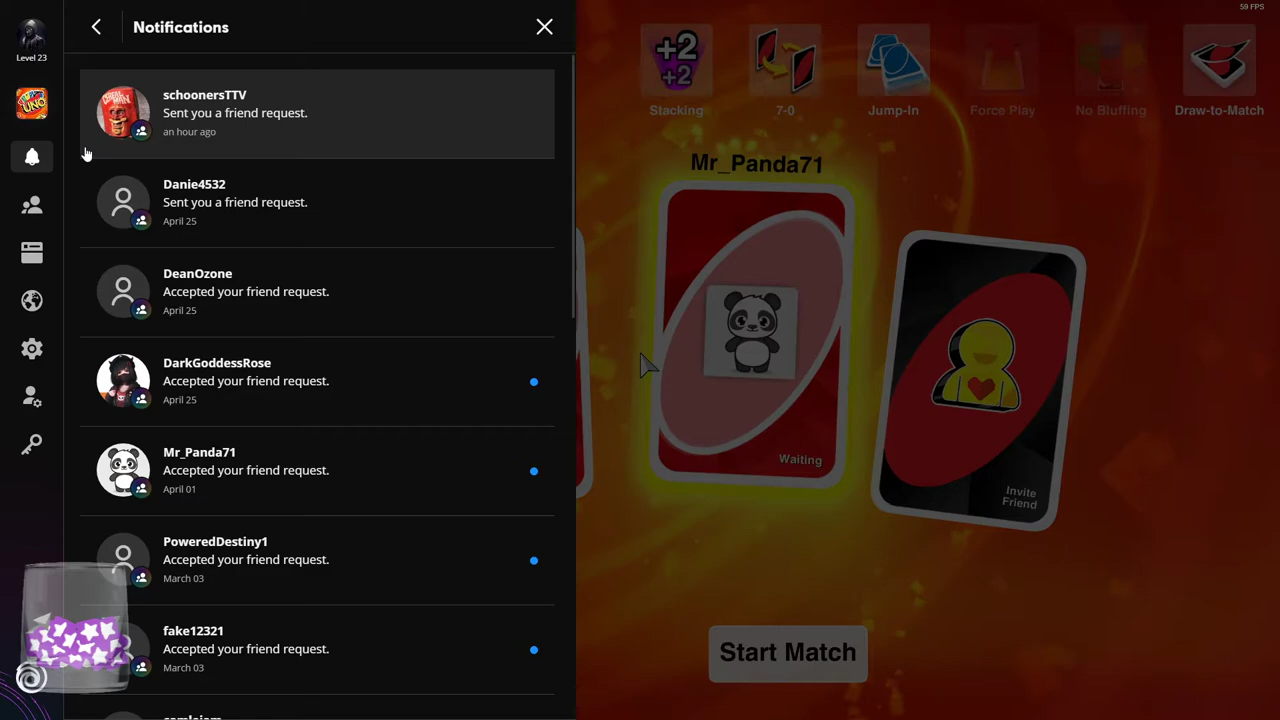 59 FPS
Level 23
Notifications
schoonersTTV
Sent you a friend request.
an hour ago
Danie4532
Sent you a friend request.
April 25
DeanOzone
Accepted your friend request.
April 25
DarkGoddessRose
Accepted your friend request.
April 25
Mr_Panda71
Accepted your friend request.
April 01
PoweredDestiny1
Accepted your friend request.
March 03
fake12321
Accepted your friend request.
March 03
UNO
+2
+2
Stacking
7-0
Jump-In
Force Play
No Bluffing
Draw-to-Match
Mr_Panda71
Waiting
Invite
Friend
Start Match